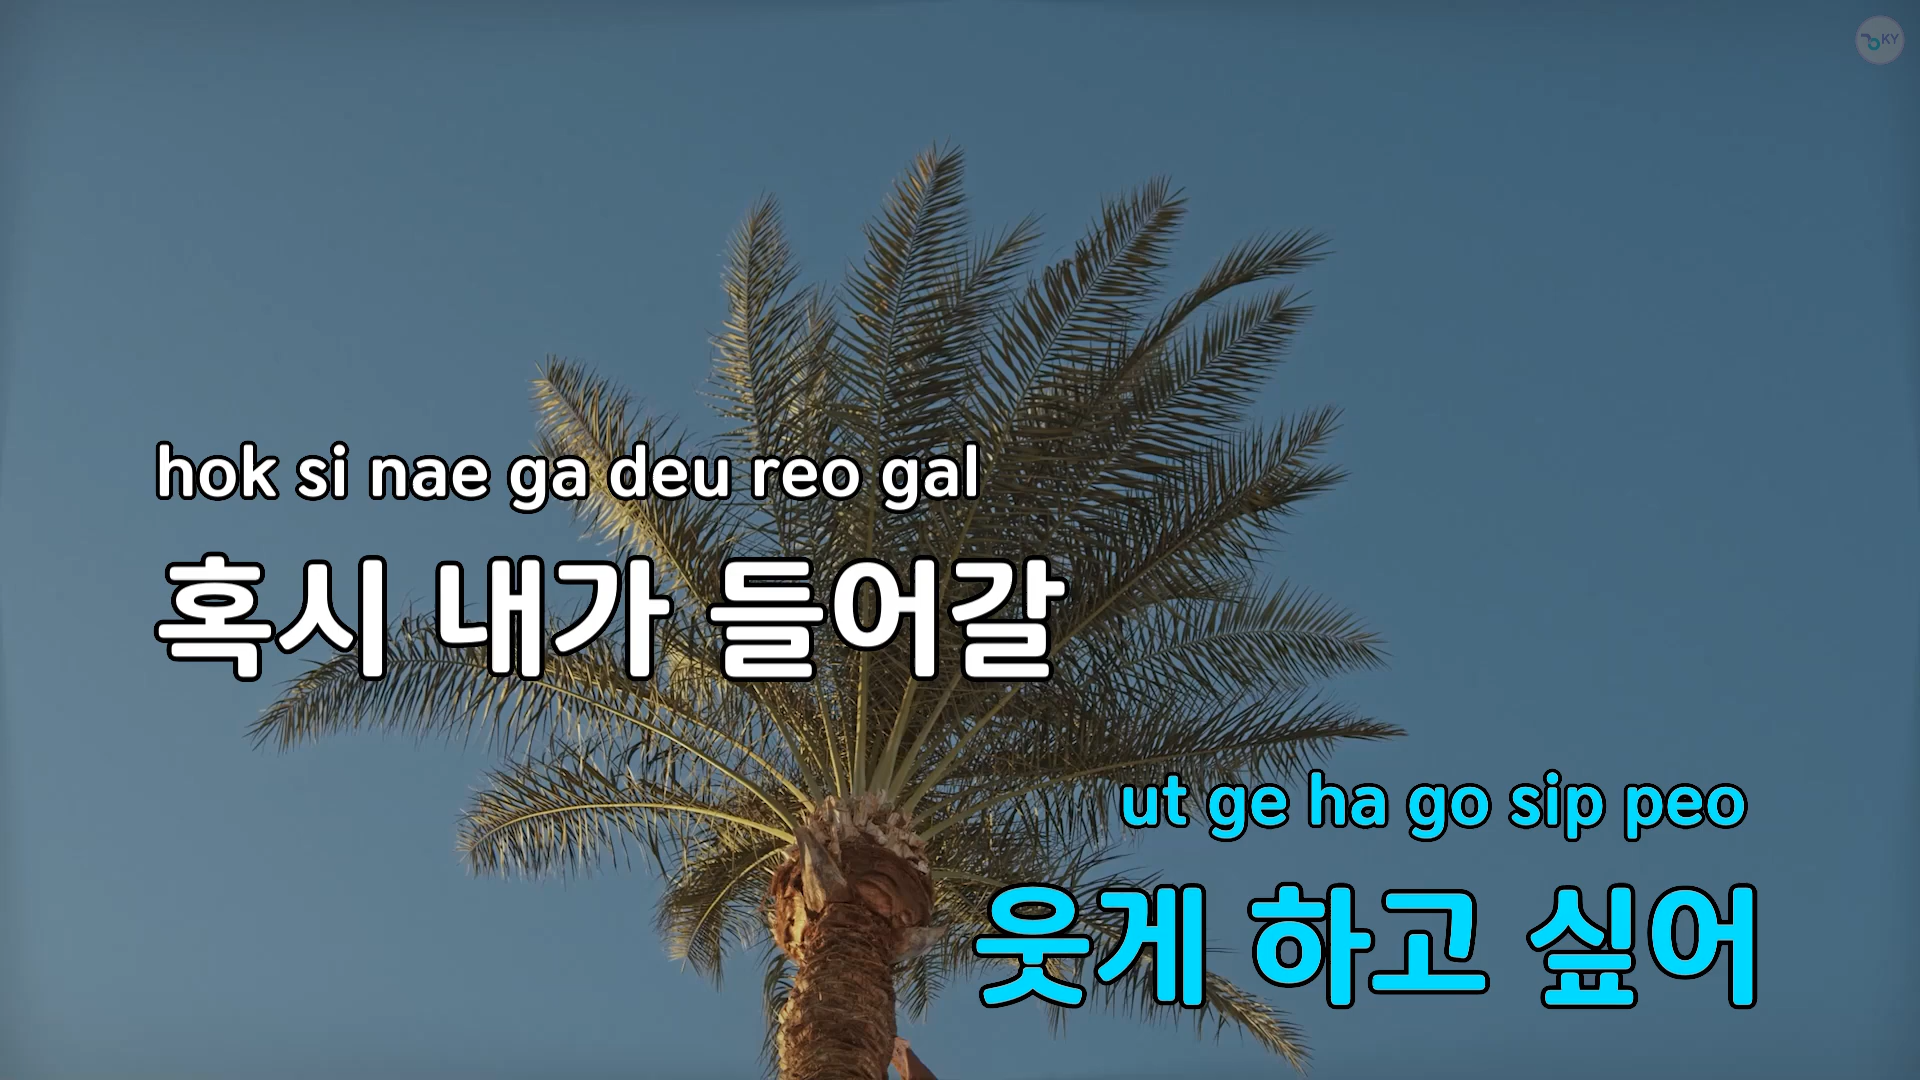 KY
hok si nae ga deu reo gal
혹시 내가 들어갈
ut ge ha go sip peo
웃게 하고 싶어